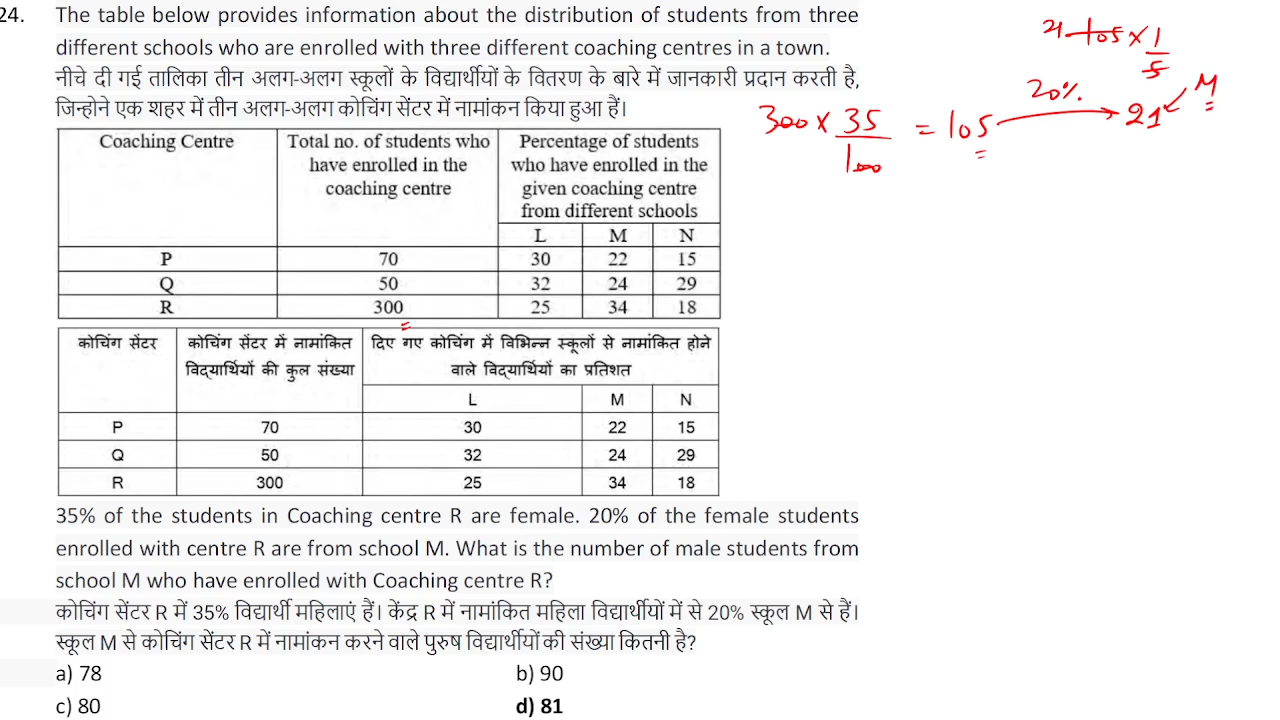 24. The table below provides information about the distribution of students from three
different schools who are enrolled with three different coaching centres in a town.
नीचे दी गई तालिका तीन अलग-अलग स्कूलों के विद्यार्थीयों के वितरण के बारे में जानकारी प्रदान करती है,
जिन्होने एक शहर में तीन अलग-अलग कोचिंग सेंटर में नामांकन किया हुआ हैं।
Coaching Centre Total no. of students who Percentage of students
have enrolled in the who have enrolled in the
coaching centre given coaching centre
from different schools
L M N
P 70 30 22 15
Q 50 32 24 29
R 300 25 34 18
कोचिंग सेंटर कोचिंग सेंटर में नामांकित दिए गए कोचिंग में विभिन्न स्कूलों से नामांकित होने
विद्यार्थियों की कुल संख्या वाले विद्यार्थियों का प्रतिशत
L M N
P 70 30 22 15
Q 50 32 24 29
R 300 25 34 18
35% of the students in Coaching centre R are female. 20% of the female students
enrolled with centre R are from school M. What is the number of male students from
school M who have enrolled with Coaching centre R?
कोचिंग सेंटर R में 35% विद्यार्थी महिलाएं हैं। केंद्र R में नामांकित महिला विद्यार्थीयों में से 20% स्कूल M से हैं।
स्कूल M से कोचिंग सेंटर R में नामांकन करने वाले पुरुष विद्यार्थीयों की संख्या कितनी है?
a) 78 b) 90
c) 80 d) 81
21 105 × 1/5
300 × 35/100 = 105 20% 21 M